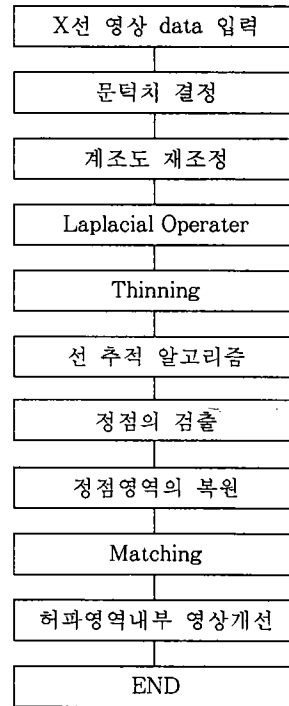 X선 영상 data 입력
문턱치 결정
계조도 재조정
Laplacial Operater
Thinning
선 추적 알고리즘
정점의 검출
정점영역의 복원
Matching
허파영역내부 영상개선
END